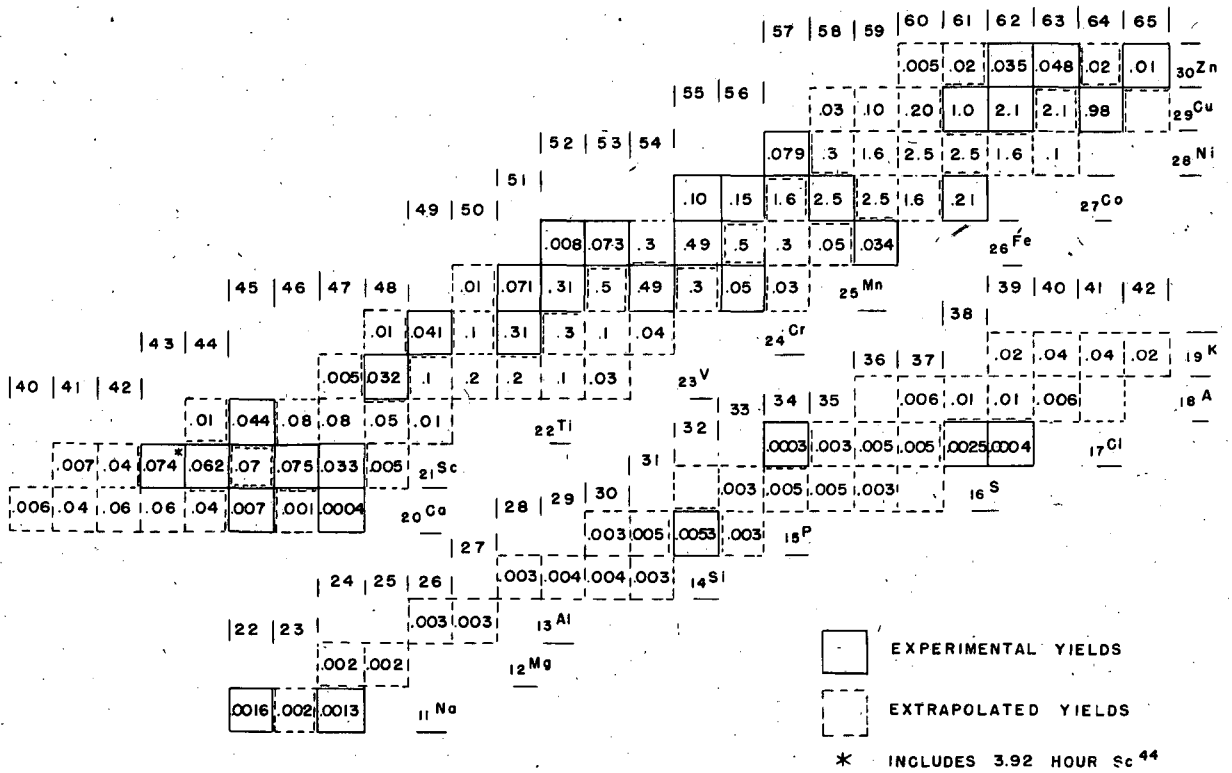 57 58 59 60 61 62 63 64 65
.005 .02 .035 .048 .02 .01 30Zn
55 56
.03 .10 .20 1.0 2.1 2.1 .98 29Cu
52 53 54
.079 .3 1.6 2.5 2.5 1.6 .1 28Ni
51
.10 .15 1.6 2.5 2.5 1.6 .21 27Co
49 50
.008 .073 .3 .49 .5 .3 .05 .034 26Fe
45 46 47 48
.01 .071 .31 .5 .49 .3 .05 .03 25Mn
39 40 41 42
38
43 44
.01 .041 .1 .31 .3 .1 .04 24Cr
.02 .04 .04 .02 19K
36 37
40 41 42
.005 .032 .1 .2 .2 .1 .03 23V
.006 .01 .01 .006 18A
33 34 35
.01 .044 .08 .08 .05 .01 22Ti
32
.0003 .003 .005 .005 .0025 .0004 17Cl
.007 .04 .074* .062 .07 .075 .033 .005 21Sc
31
.003 .005 .005 .003 16S
28 29 30
.006 .04 .06 .06 .04 .007 .001 .0004 20Ca
.003 .005 .0053 .003 15P
27
24 25 26
.003 .004 .004 .003 14Si
22 23
.003 .003 13Al
.002 .002 12Mg
.0016 .002 .0013 11Na
EXPERIMENTAL YIELDS
EXTRAPOLATED YIELDS
* INCLUDES 3.92 HOUR Sc44